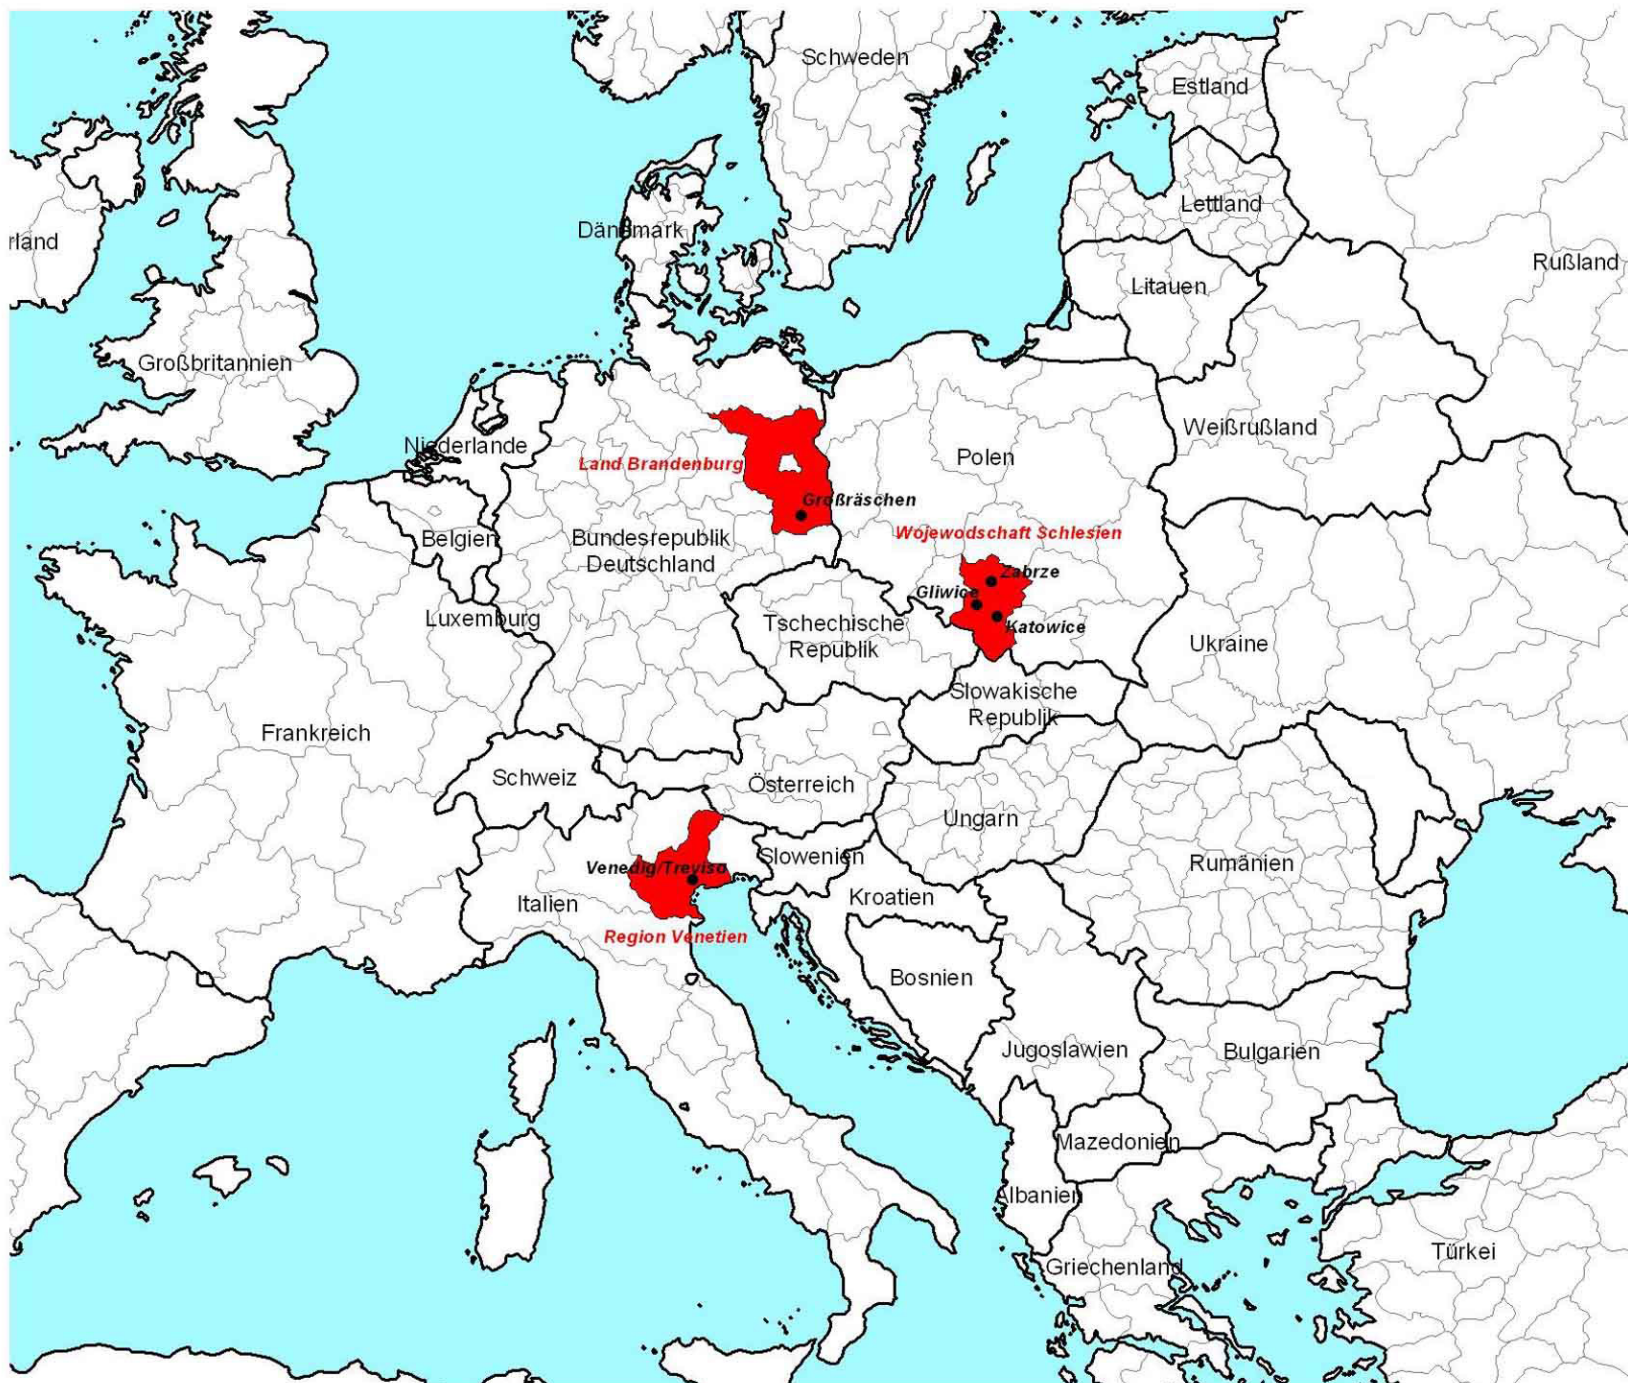 Schweden
Estland
Lettland
Dänemark
rland
Rußland
Litauen
Großbritannien
Weißrußland
Niederlande
Polen
Land Brandenburg
Großräschen
Wojewodschaft Schlesien
Belgien
Bundesrepublik
Deutschland
Zabrze
Gliwice
Luxemburg
Katowice
Tschechische
Republik
Ukraine
Slowakische
Republik
Frankreich
Schweiz
Österreich
Ungarn
Slowenien
Rumänien
Venedig/Treviso
Italien
Kroatien
Region Venetien
Bosnien
Jugoslawien
Bulgarien
Mazedonien
Albanien
Türkei
Griechenland